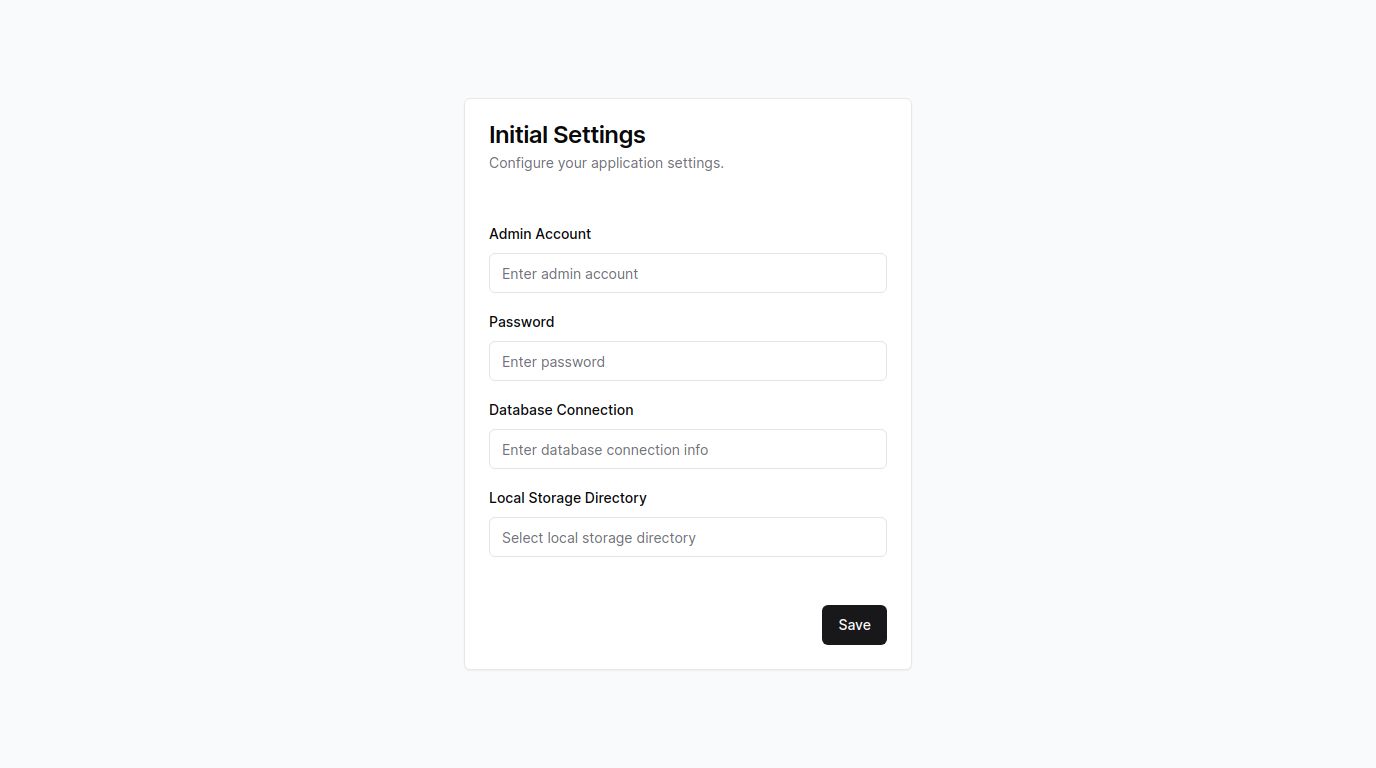 Initial Settings
Configure your application settings.
Admin Account
Enter admin account
Password
Enter password
Database Connection
Enter database connection info
Local Storage Directory
Select local storage directory
Save